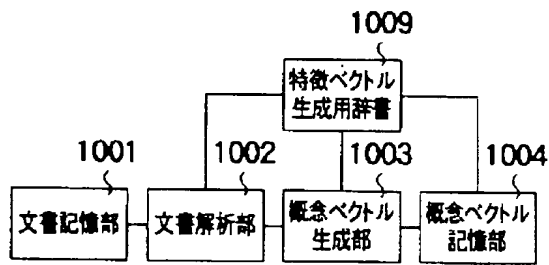 1009
特徴ベクトル
生成用辞書
1001
1002
1003
1004
文書記憶部
文書解析部
概念ベクトル
生成部
概念ベクトル
記憶部